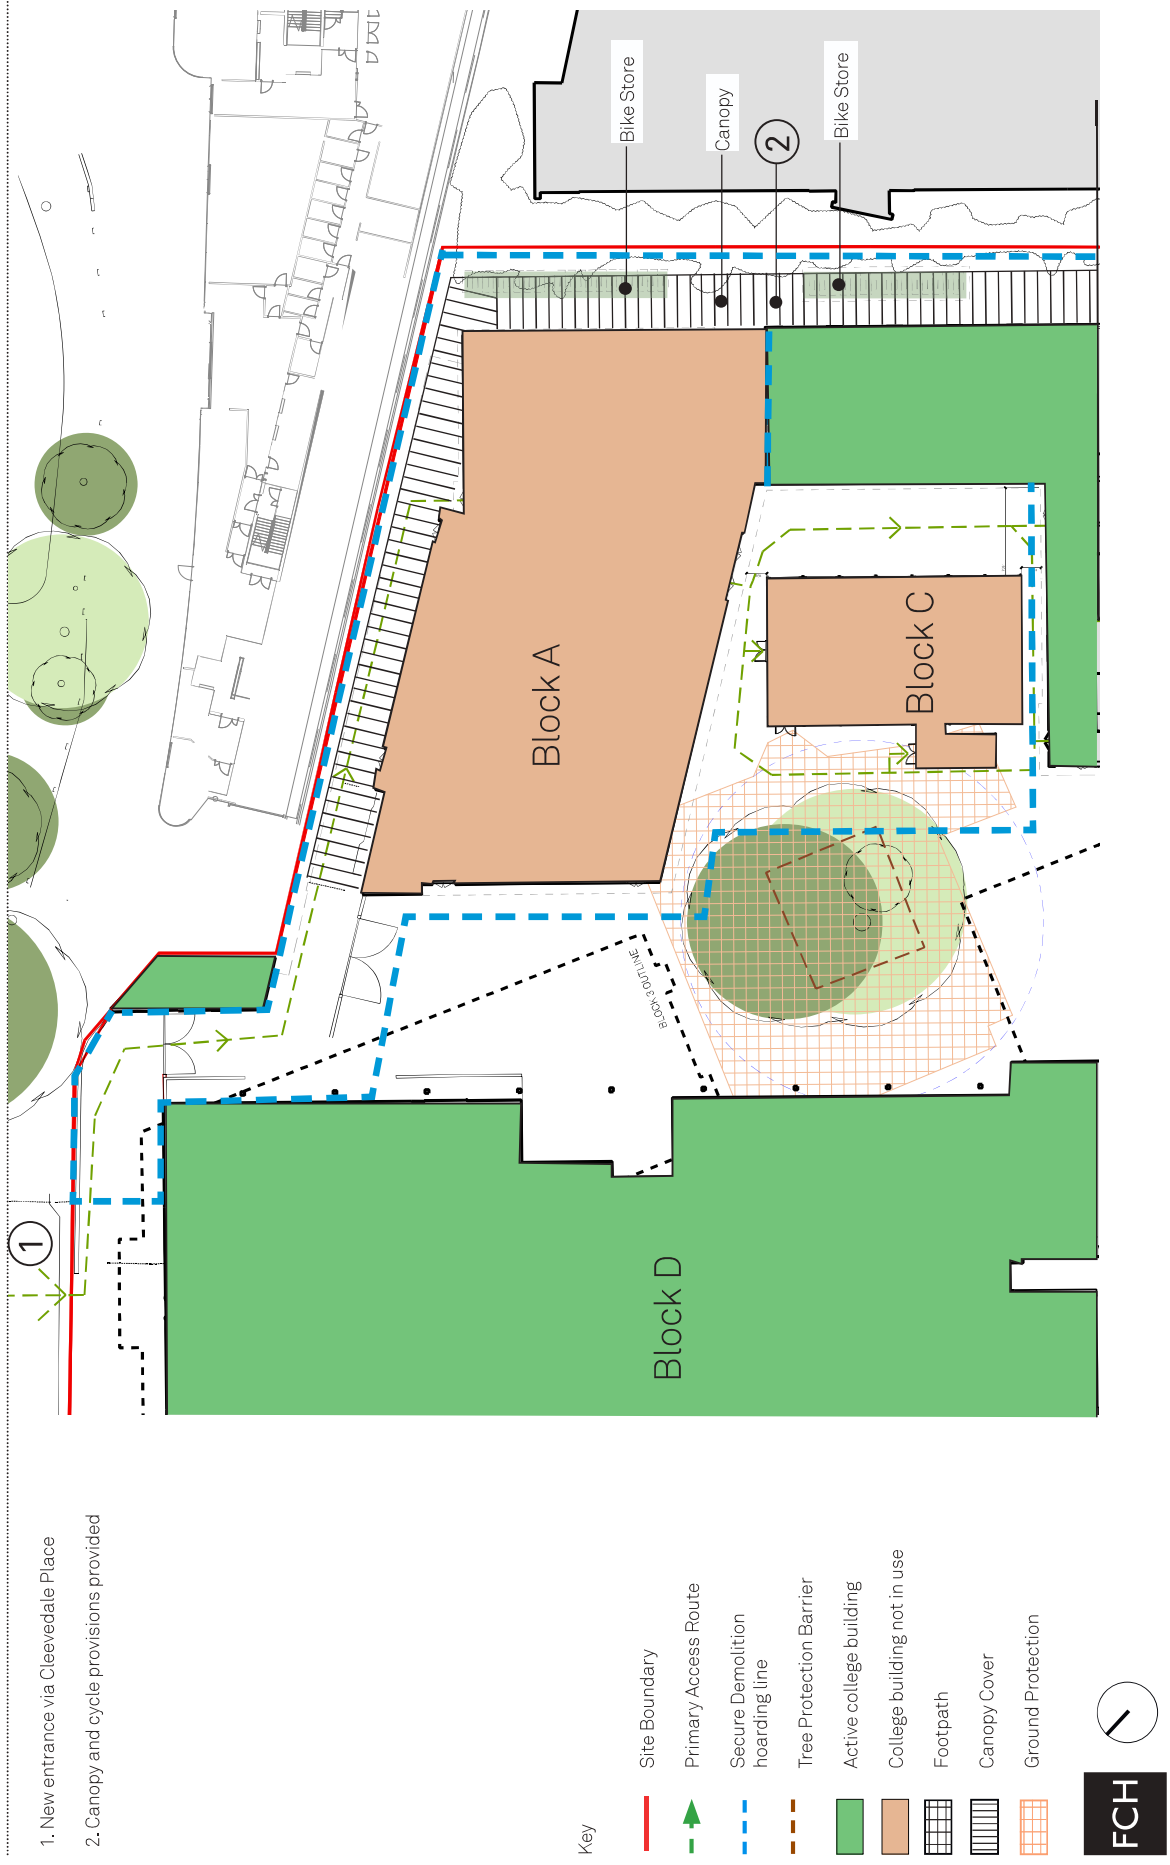 1. New entrance via Cleevedale Place
2. Canopy and cycle provisions provided
Key
Site Boundary
Primary Access Route
Secure Demolition
hoarding line
Tree Protection Barrier
Active college building
College building not in use
Footpath
Canopy Cover
Ground Protection
FCH
1
Block D
BLOCK 3 OUTLINE
Block A
Block C
Bike Store
Canopy
2
Bike Store